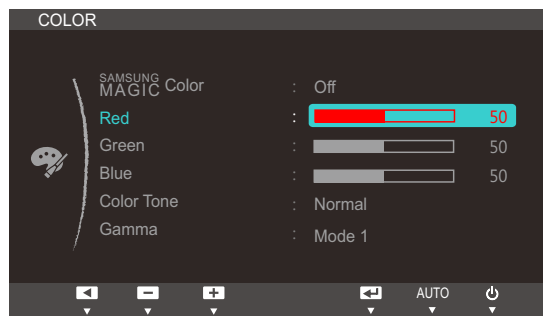 COLOR
SAMSUNG MAGIC Color : Off
Red : 50
Green : 50
Blue : 50
Color Tone : Normal
Gamma : Mode 1
AUTO